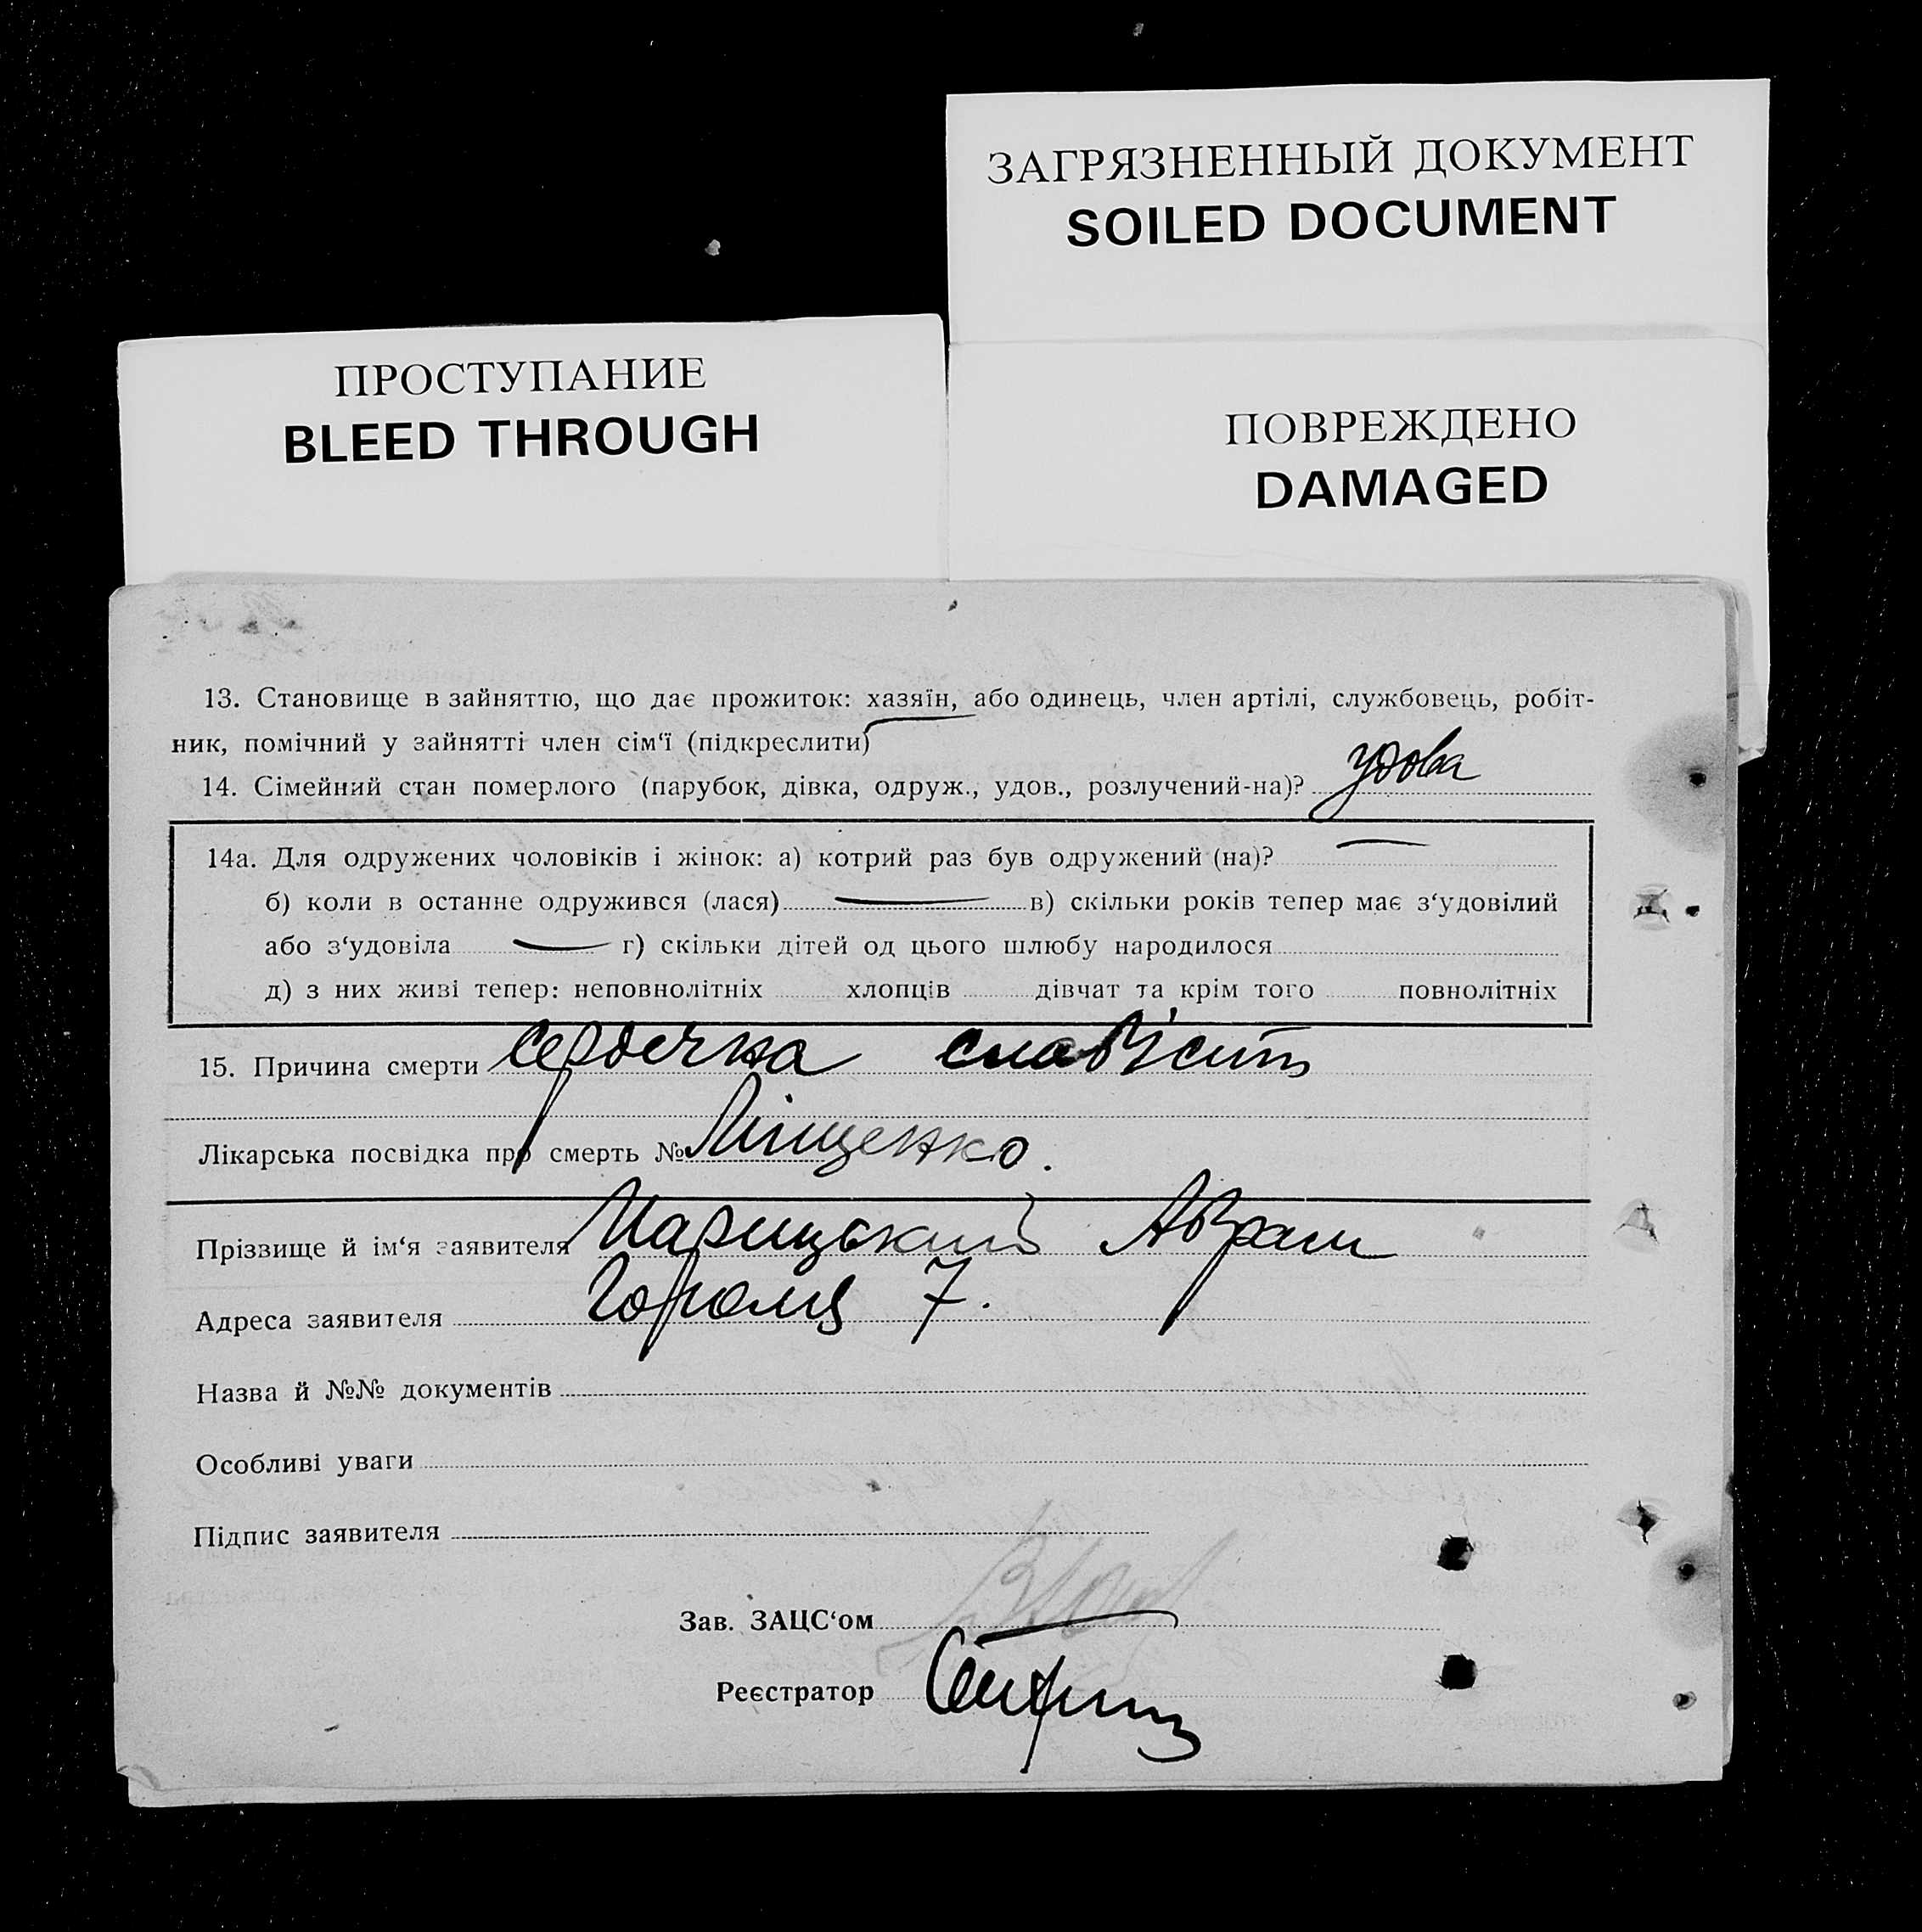 ЗАГРЯЗНЕННЫЙ ДОКУМЕНТ
SOILED DOCUMENT
ПРОСТУПАНИЕ
BLEED THROUGH
ПОВРЕЖДЕНО
DAMAGED
13. Становище в зайняттю, що дає прожиток: хазяїн, або одинець, член артілі, службовець, робіт-
ник, помічний у зайнятті член сім‘ї (підкреслити)
14. Сімейний стан померлого (парубок, дівка, одруж., удов., розлучений-на)? удова
14а. Для одружених чоловіків і жінок: а) котрий раз був одружений (на)? —
б) коли в останне одружився (лася) — в) скільки років тепер має з‘удовілий
або з‘удовіла — г) скільки дітей од цього шлюбу народилося
д) з них живі тепер: неповнолітніх хлопців дівчат та крім того повнолітніх
15. Причина смерти сердечна
Лікарська посвідка про смерть № Міщенко.
Прізвище й ім‘я заявителя Марицький Аврам
Адреса заявителя 7.
Назва й №№ документів
Особливі уваги
Підпис заявителя
Зав. ЗАЦС‘ом
Реєстратор